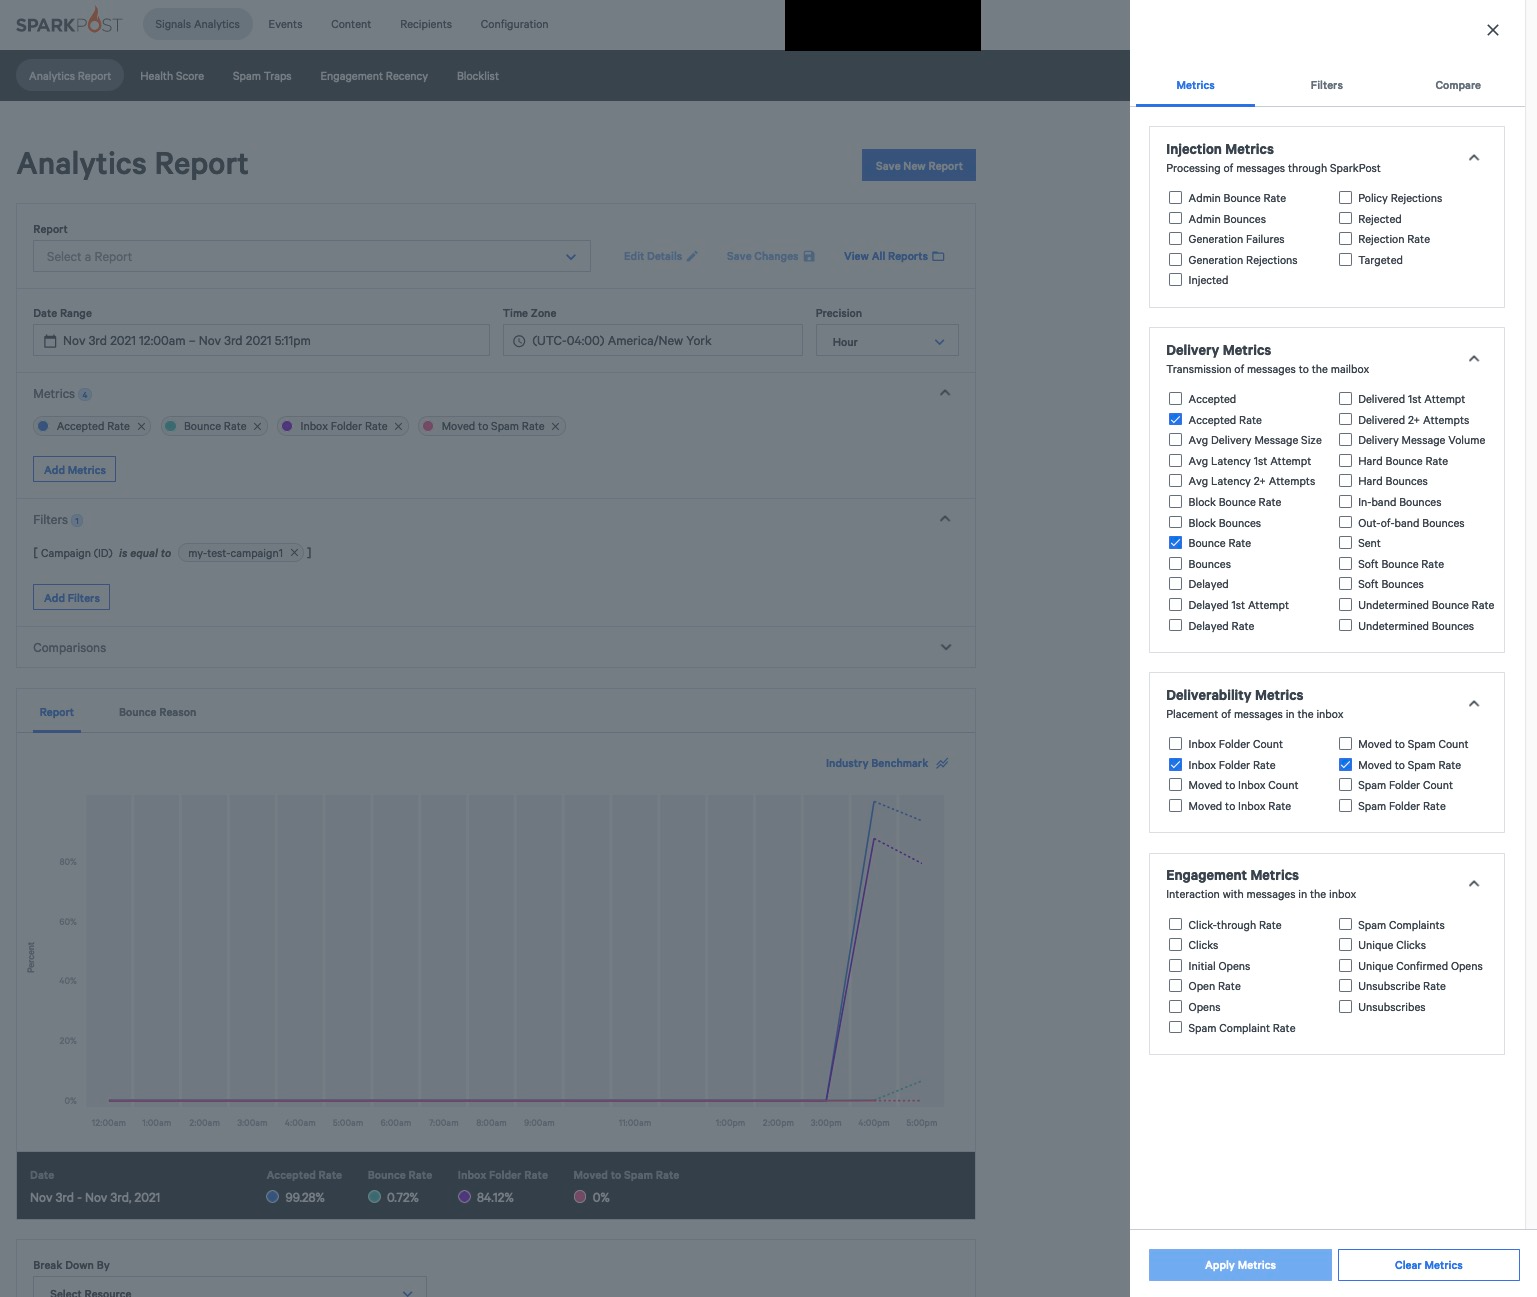 SPARKPOST
Signals Analytics
Events
Content
Recipients
Configuration
Analytics Report
Health Score
Spam Traps
Engagement Recency
Blocklist
Analytics Report
Save New Report
Report
Select a Report
Edit Details
Save Changes
View All Reports
Date Range
Time Zone
Precision
Nov 3rd 2021 12:00am – Nov 3rd 2021 5:11pm
(UTC-04:00) America/New York
Hour
Metrics 4
Accepted Rate
Bounce Rate
Inbox Folder Rate
Moved to Spam Rate
Add Metrics
Filters 1
[ Campaign (ID) is equal to my-test-campaign1 ]
Add Filters
Comparisons
Report
Bounce Reason
Industry Benchmark
Percent
80%
60%
40%
20%
0%
12:00am 1:00am 2:00am 3:00am 4:00am 5:00am 6:00am 7:00am 8:00am 9:00am 11:00am 1:00pm 2:00pm 3:00pm 4:00pm 5:00pm
Date
Accepted Rate
Bounce Rate
Inbox Folder Rate
Moved to Spam Rate
Nov 3rd - Nov 3rd, 2021
99.28%
0.72%
84.12%
0%
Break Down By
Select Resource
Metrics
Filters
Compare
Injection Metrics
Processing of messages through SparkPost
Admin Bounce Rate
Admin Bounces
Generation Failures
Generation Rejections
Injected
Policy Rejections
Rejected
Rejection Rate
Targeted
Delivery Metrics
Transmission of messages to the mailbox
Accepted
Accepted Rate
Avg Delivery Message Size
Avg Latency 1st Attempt
Avg Latency 2+ Attempts
Block Bounce Rate
Block Bounces
Bounce Rate
Bounces
Delayed
Delayed 1st Attempt
Delayed Rate
Delivered 1st Attempt
Delivered 2+ Attempts
Delivery Message Volume
Hard Bounce Rate
Hard Bounces
In-band Bounces
Out-of-band Bounces
Sent
Soft Bounce Rate
Soft Bounces
Undetermined Bounce Rate
Undetermined Bounces
Deliverability Metrics
Placement of messages in the inbox
Inbox Folder Count
Inbox Folder Rate
Moved to Inbox Count
Moved to Inbox Rate
Moved to Spam Count
Moved to Spam Rate
Spam Folder Count
Spam Folder Rate
Engagement Metrics
Interaction with messages in the inbox
Click-through Rate
Clicks
Initial Opens
Open Rate
Opens
Spam Complaint Rate
Spam Complaints
Unique Clicks
Unique Confirmed Opens
Unsubscribe Rate
Unsubscribes
Apply Metrics
Clear Metrics